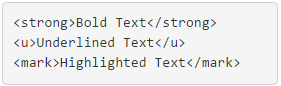 <strong>Bold Text</strong>
<u>Underlined Text</u>
<mark>Highlighted Text</mark>